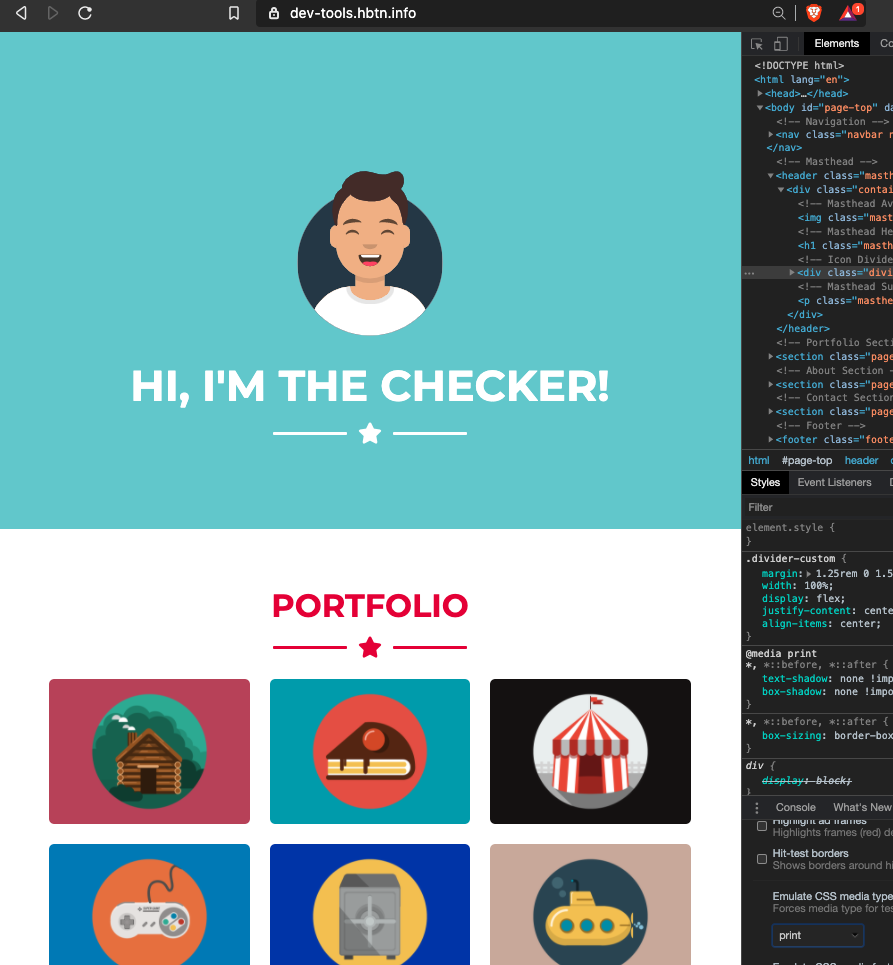 dev-tools.hbtn.info
1
Elements
<!DOCTYPE html>
<html lang="en">
<head>…</head>
<body id="page-top"
<!-- Navigation -->
<nav class="navbar
</nav>
<!-- Masthead -->
<header class="masth
<div class="contai
<!-- Masthead Av
<img class="mast
<!-- Masthead He
<h1 class="masth
<!-- Icon Divide
… <div class="divi
<!-- Masthead Su
<p class="masthe
</div>
</header>
<!-- Portfolio Secti
<section class="page
<!-- About Section -
<section class="page
<!-- Contact Section
<section class="page
<!-- Footer -->
<footer class="foote
html #page-top header
Styles Event Listeners
Filter
element.style {
}
.divider-custom {
margin: 1.25rem 0 1.5
width: 100%;
display: flex;
justify-content: cente
align-items: center;
}
@media print
*, *::before, *::after {
text-shadow: none !imp
box-shadow: none !impo
}
*, *::before, *::after {
box-sizing: border-box
}
div {
display: block;
}
Console What's New
Highlight ad frames
Highlights frames (red) de
Hit-test borders
Shows borders around hi
Emulate CSS media type
Forces media type for tes
print
HI, I'M THE CHECKER!
PORTFOLIO